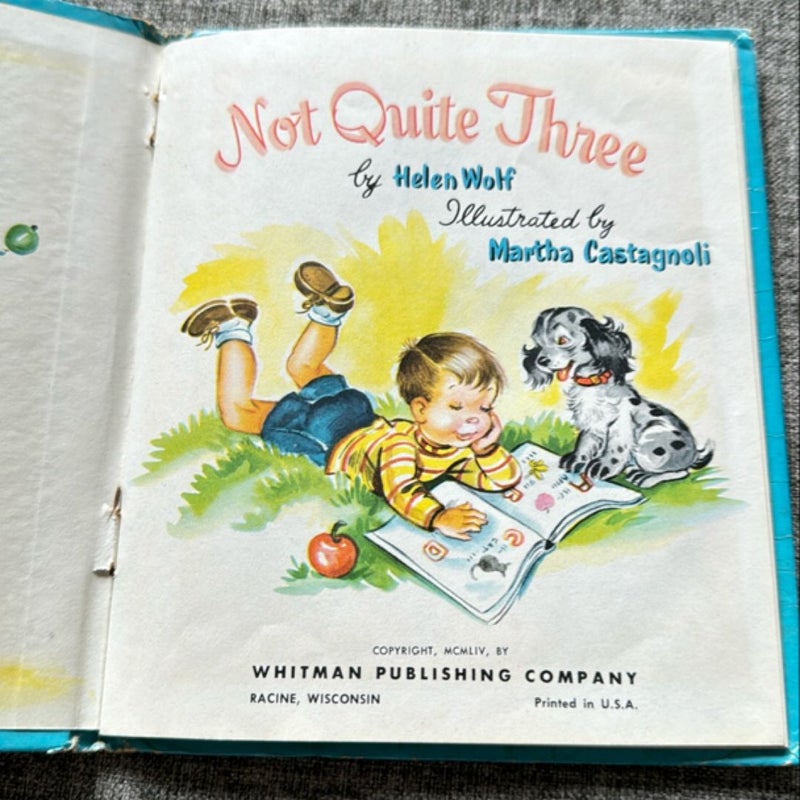 Not Quite Three
by Helen Wolf
Illustrated by
Martha Castagnoli
COPYRIGHT, MCMLIV, BY
WHITMAN PUBLISHING COMPANY
RACINE, WISCONSIN Printed in U.S.A.